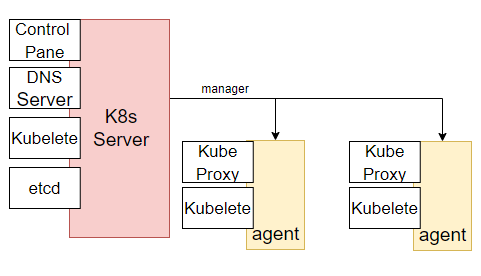 Control
Pane
DNS
Server
Kubelete
etcd
K8s
Server
manager
Kube
Proxy
Kubelete
agent
Kube
Proxy
Kubelete
agent